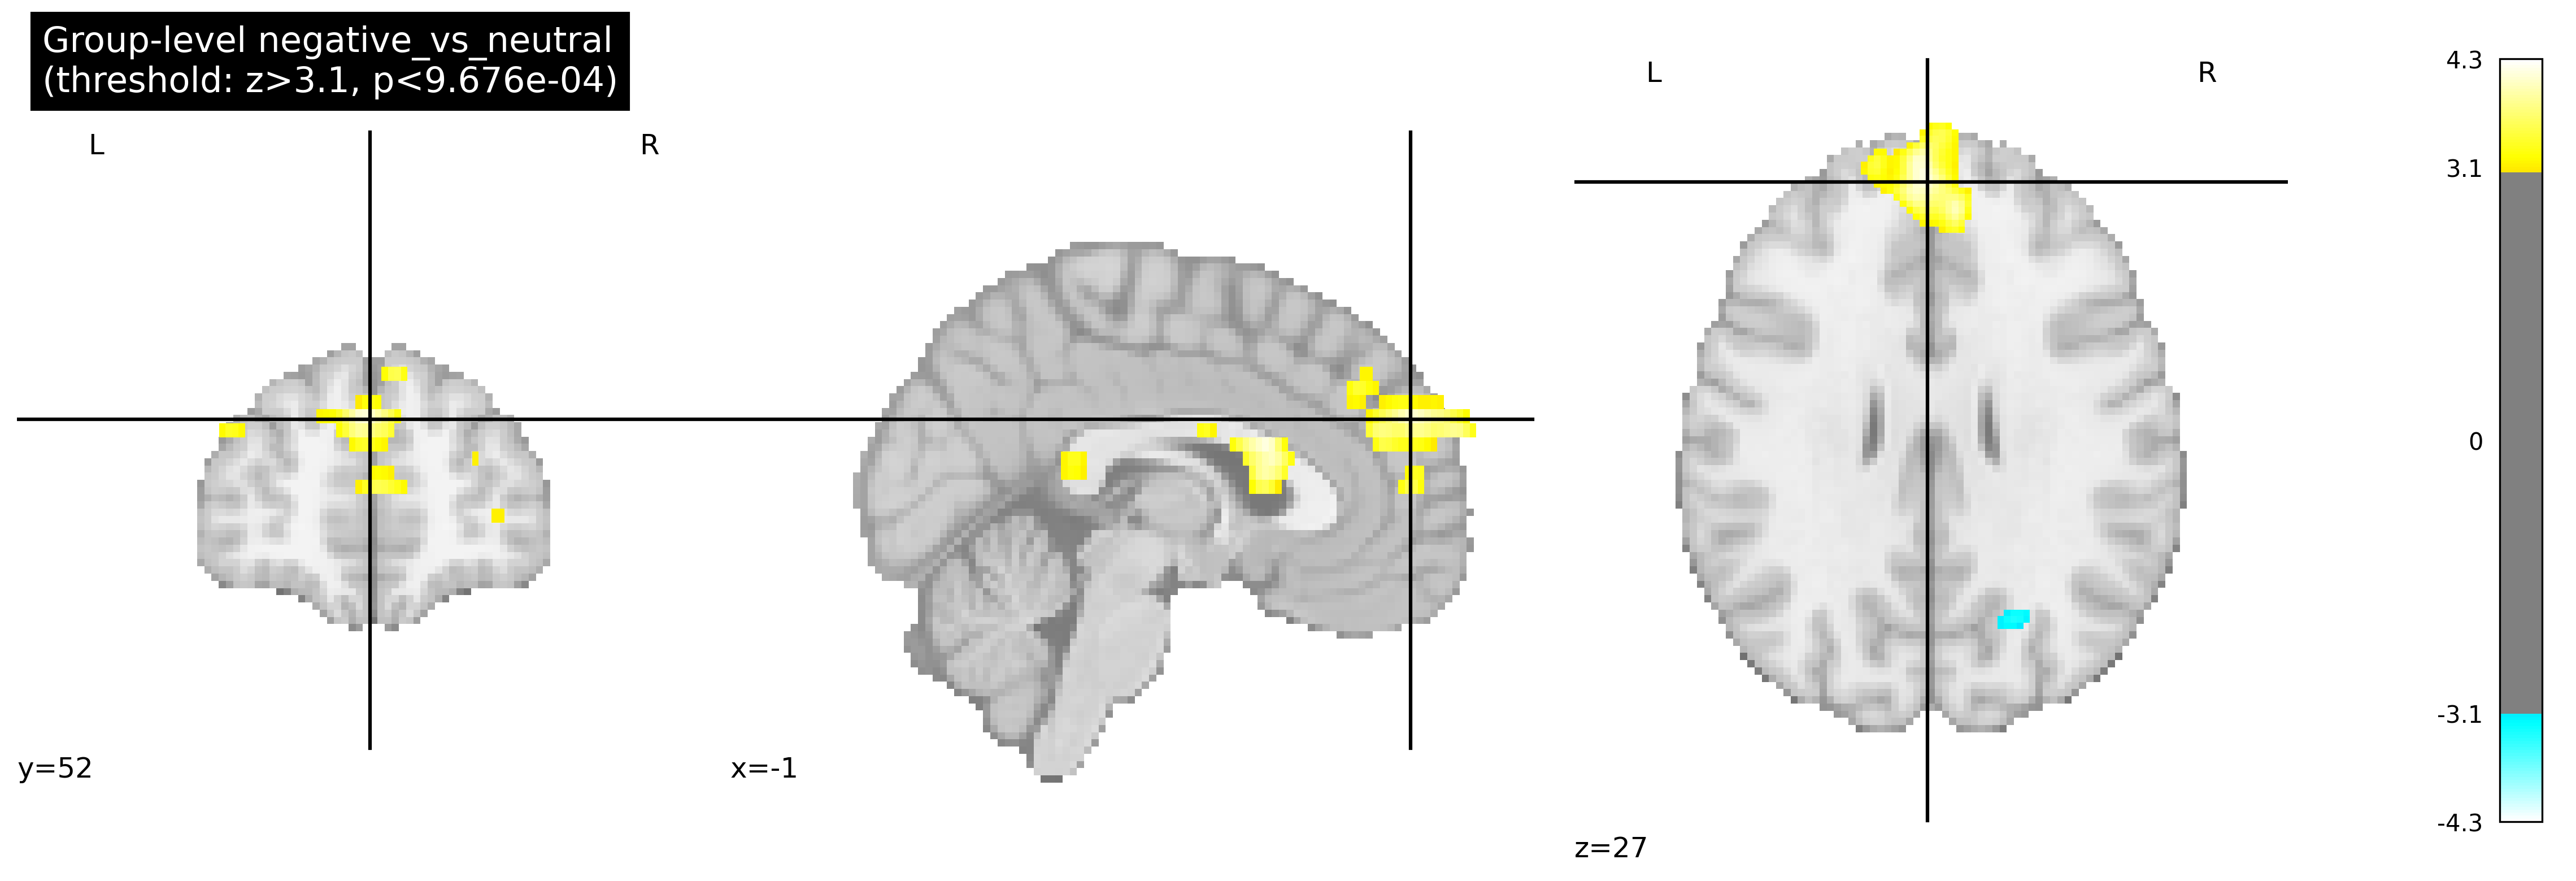 Group-level negative_vs_neutral
(threshold: z>3.1, p<9.676e-04)
L
R
y=52
x=-1
L
R
z=27
4.3
3.1
0
-3.1
-4.3